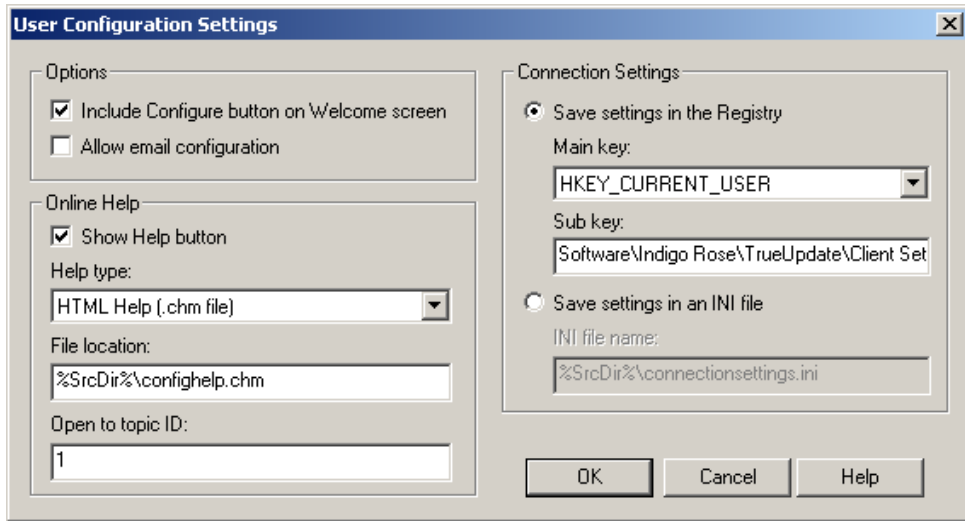 User Configuration Settings
Options
Include Configure button on Welcome screen
Allow email configuration
Online Help
Show Help button
Help type:
HTML Help (.chm file)
File location:
%SrcDir%\confighelp.chm
Open to topic ID:
1
Connection Settings
Save settings in the Registry
Main key:
HKEY_CURRENT_USER
Sub key:
Software\Indigo Rose\TrueUpdate\Client Set
Save settings in an INI file
INI file name:
%SrcDir%\connectionsettings.ini
OK Cancel Help